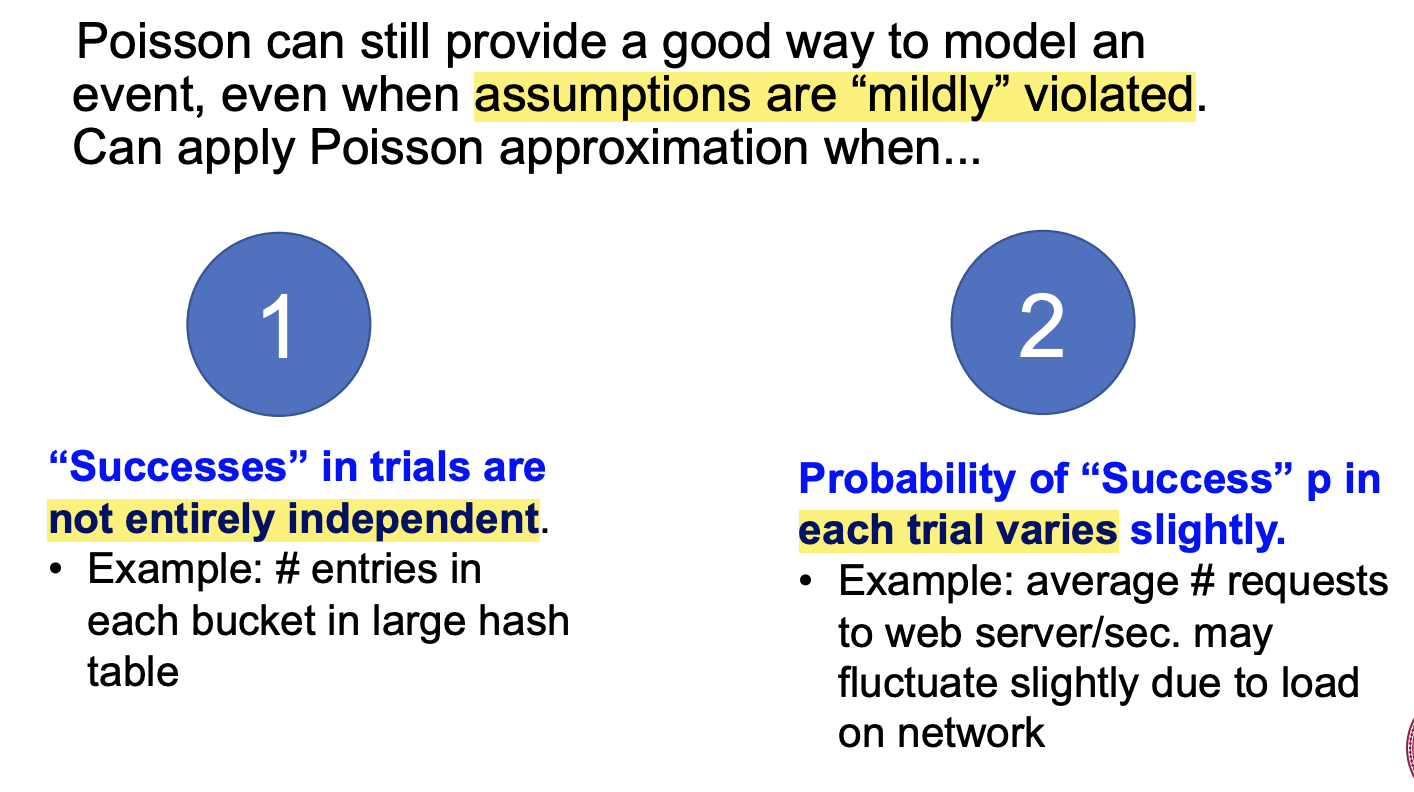 Poisson can still provide a good way to model an
event, even when assumptions are “mildly” violated.
Can apply Poisson approximation when...
1
“Successes” in trials are
not entirely independent.
• Example: # entries in
each bucket in large hash
table
2
Probability of “Success” p in
each trial varies slightly.
• Example: average # requests
to web server/sec. may
fluctuate slightly due to load
on network